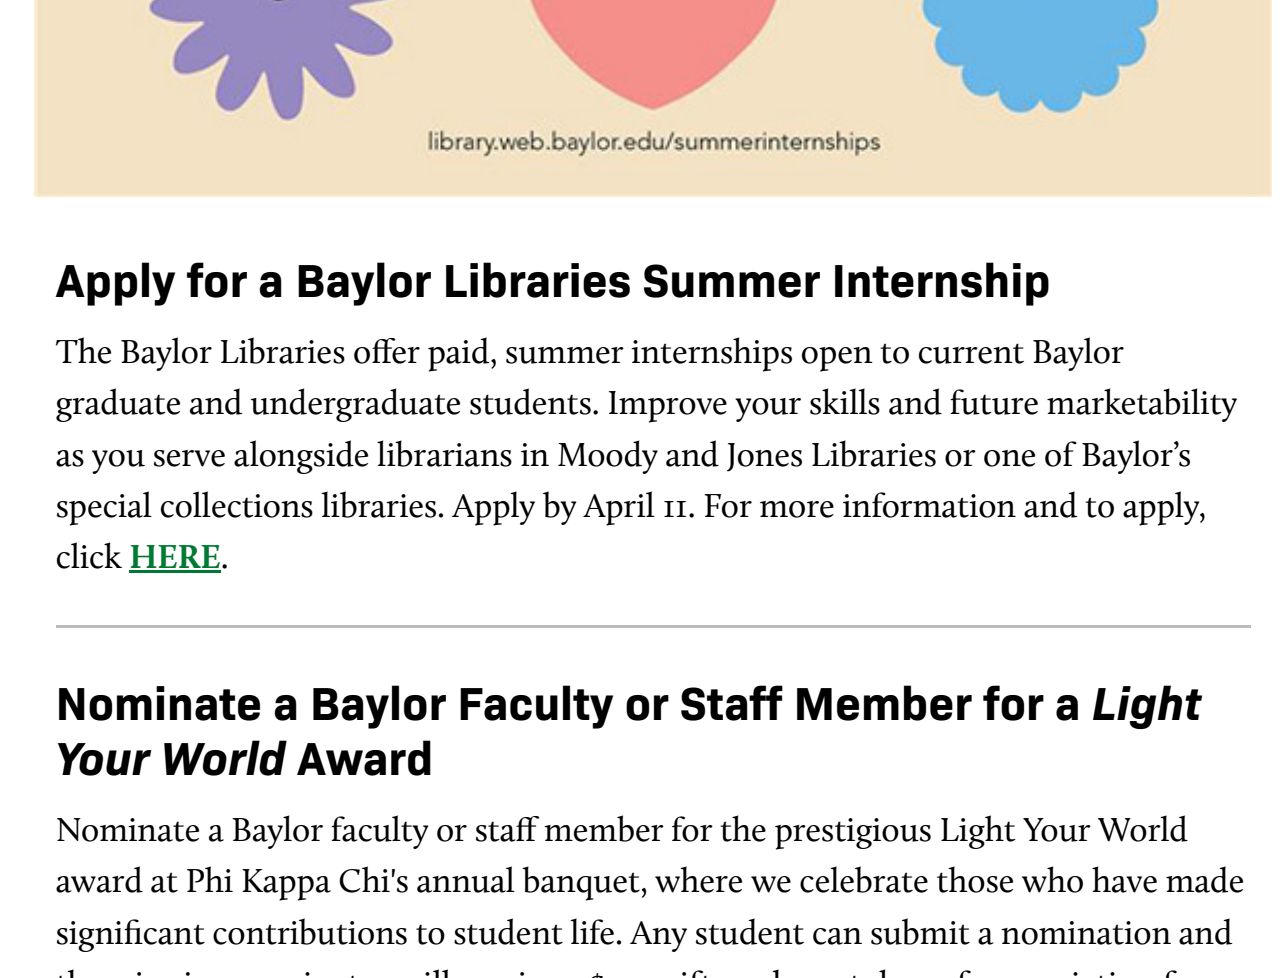 library.web.baylor.edu/summerinternships
Apply for a Baylor Libraries Summer Internship
The Baylor Libraries offer paid, summer internships open to current Baylor
graduate and undergraduate students. Improve your skills and future marketability
as you serve alongside librarians in Moody and Jones Libraries or one of Baylor’s
special collections libraries. Apply by April 11. For more information and to apply,
click HERE.
Nominate a Baylor Faculty or Staff Member for a Light
Your World Award
Nominate a Baylor faculty or staff member for the prestigious Light Your World
award at Phi Kappa Chi's annual banquet, where we celebrate those who have made
significant contributions to student life. Any student can submit a nomination and